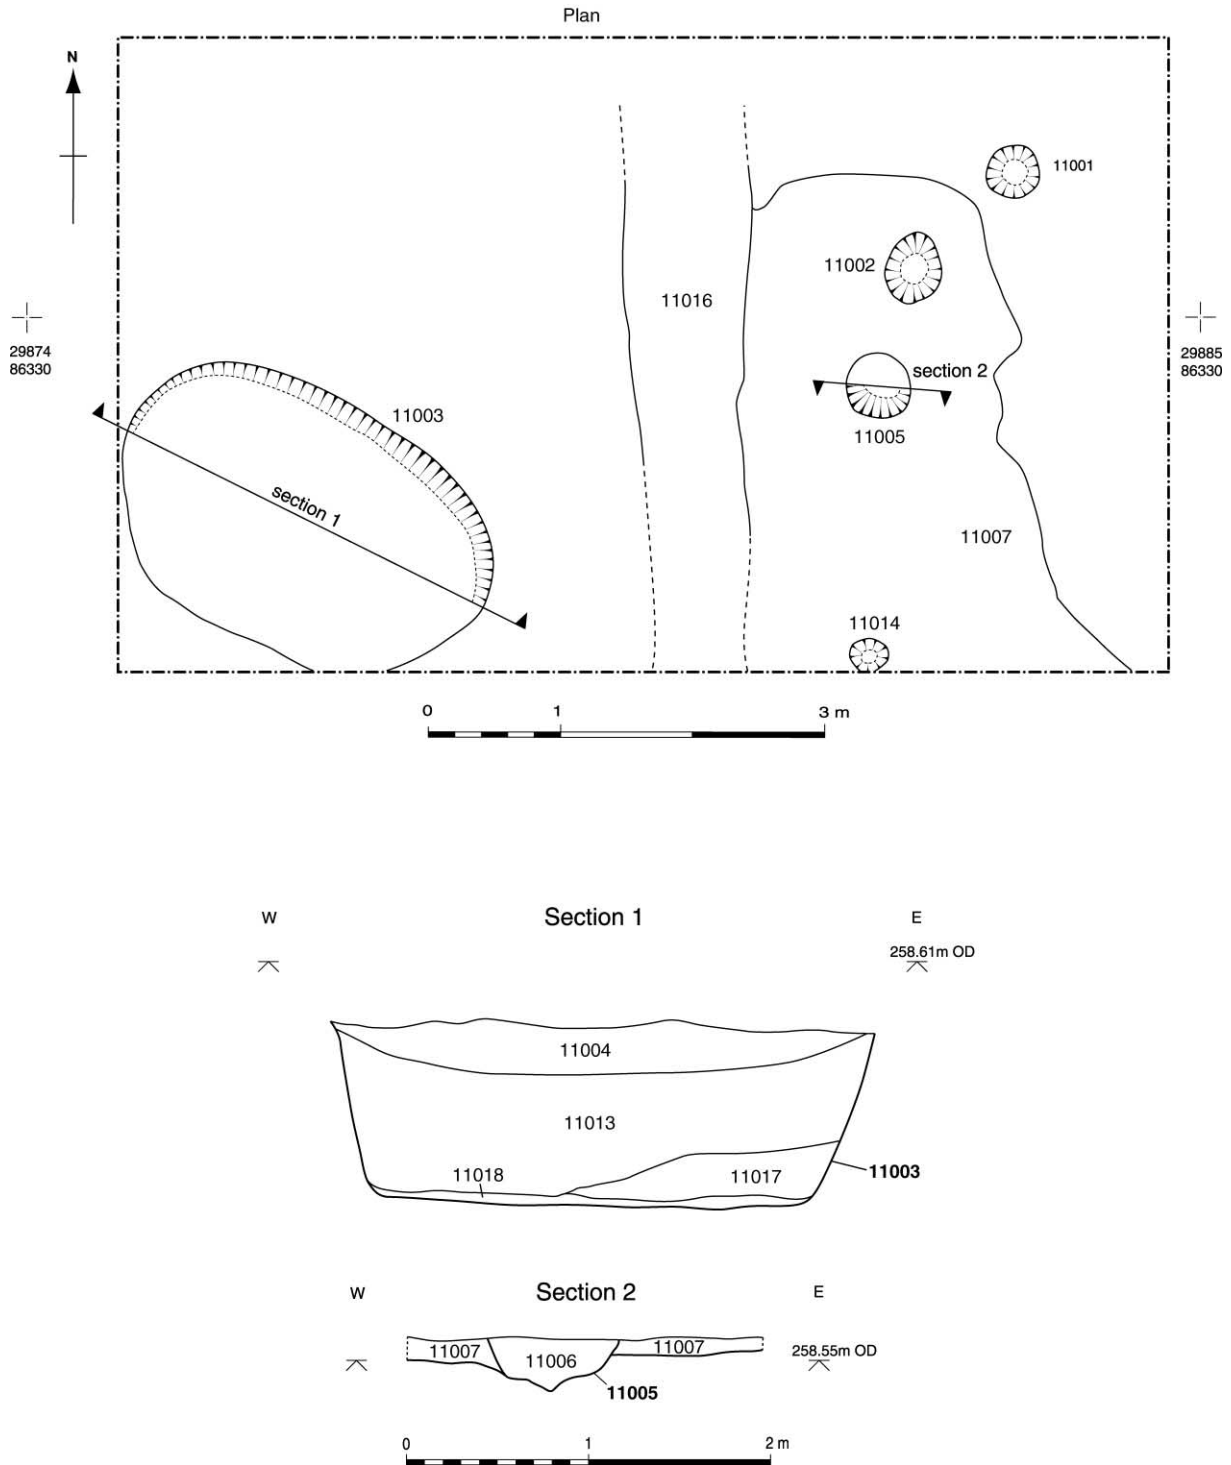 Plan
N
11001
11002
11016
29874
86330
29885
86330
section 2
11003
11005
section 1
11007
11014
0 1 3 m
W Section 1 E
258.61m OD
11004
11013
11018
11017
11003
W Section 2 E
11007
11006
11007
258.55m OD
11005
0 1 2 m